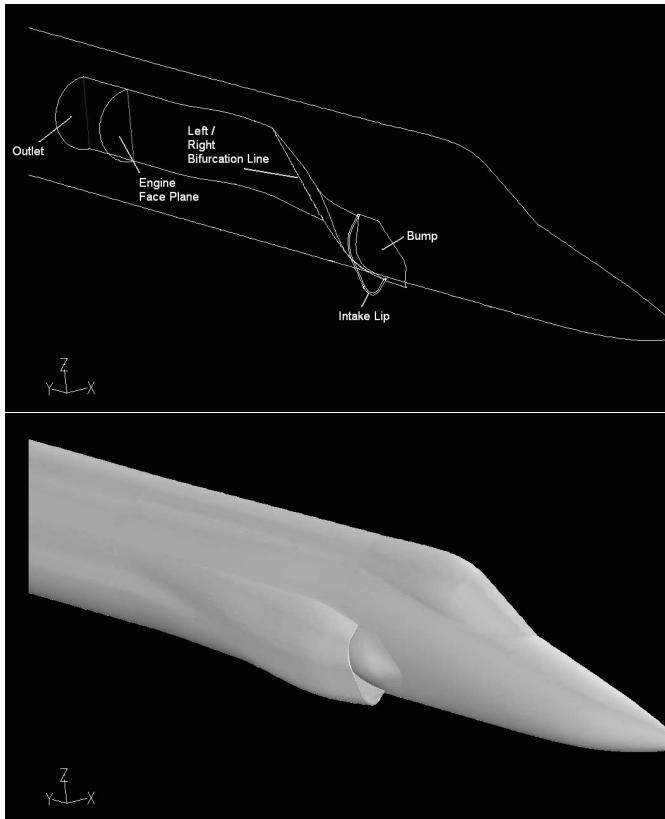 Outlet
Engine
Face Plane
Left /
Right
Bifurcation Line
Bump
Intake Lip
Z
Y X
Z
Y X